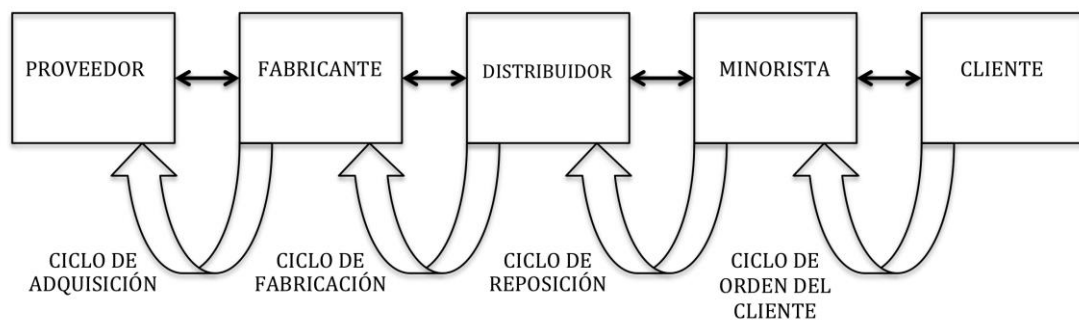 PROVEEDOR
FABRICANTE
DISTRIBUIDOR
MINORISTA
CLIENTE
CICLO DE
ADQUISICIÓN
CICLO DE
FABRICACIÓN
CICLO DE
REPOSICIÓN
CICLO DE
ORDEN DEL
CLIENTE